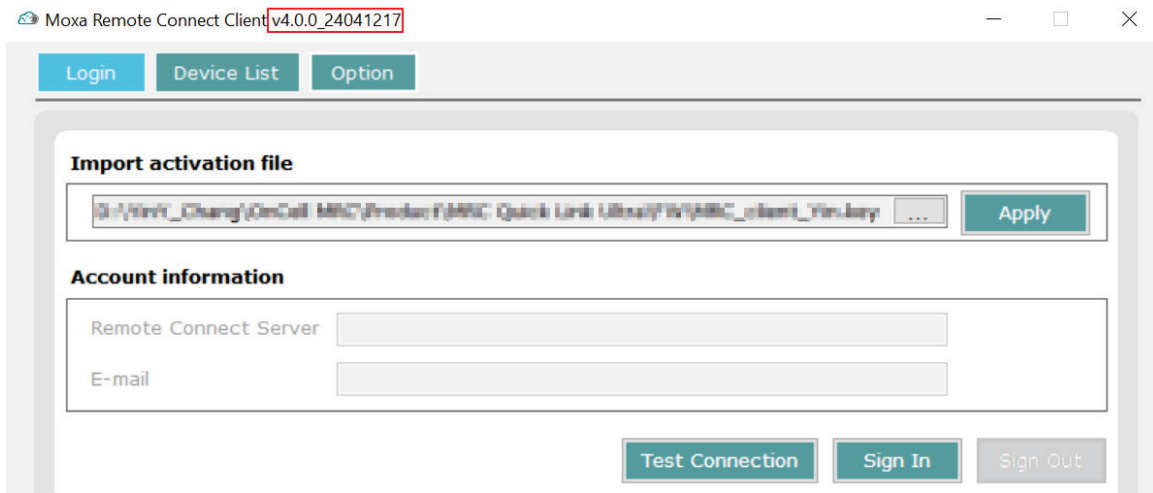 Moxa Remote Connect Client v4.0.0_24041217
Login Device List Option
Import activation file
... Apply
Account information
Remote Connect Server
E-mail
Test Connection Sign In Sign Out